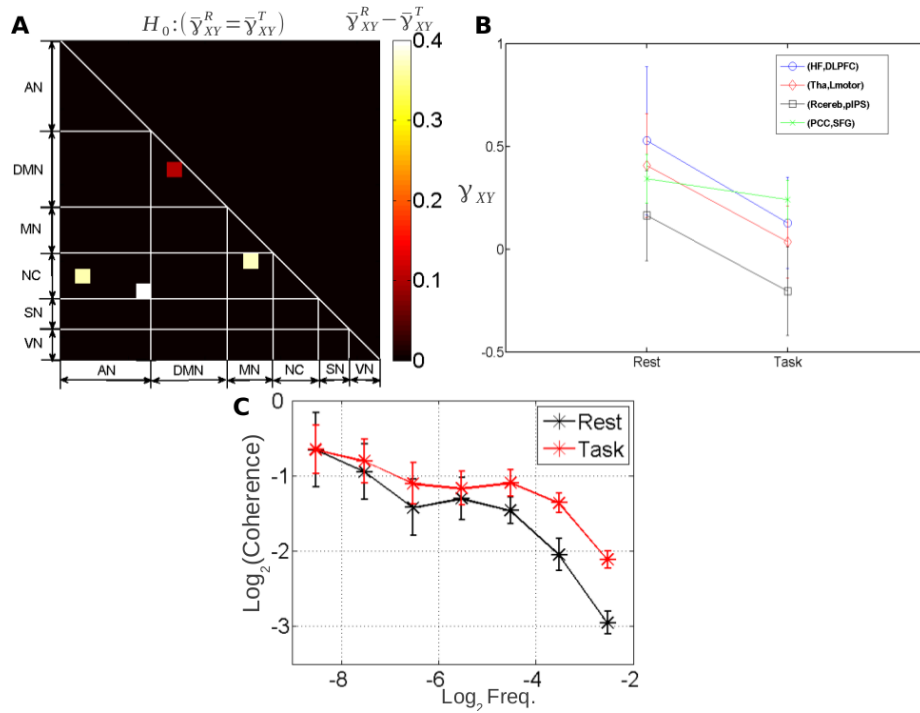 A
H₀:(γ̄ᴿ_XY = γ̄ᵀ_XY)
γ̄ᴿ_XY − γ̄ᵀ_XY
AN
DMN
MN
NC
SN
VN
AN
DMN
MN
NC
SN
VN
0.4
0.3
0.2
0.1
0
B
1
0.5
0
-0.5
γ_XY
(HF,DLPFC)
(Tha,Lmotor)
(Rcereb,pIPS)
(PCC,SFG)
Rest
Task
C
0
-1
-2
-3
Log₂(Coherence)
Rest
Task
-8
-6
-4
-2
Log₂ Freq.